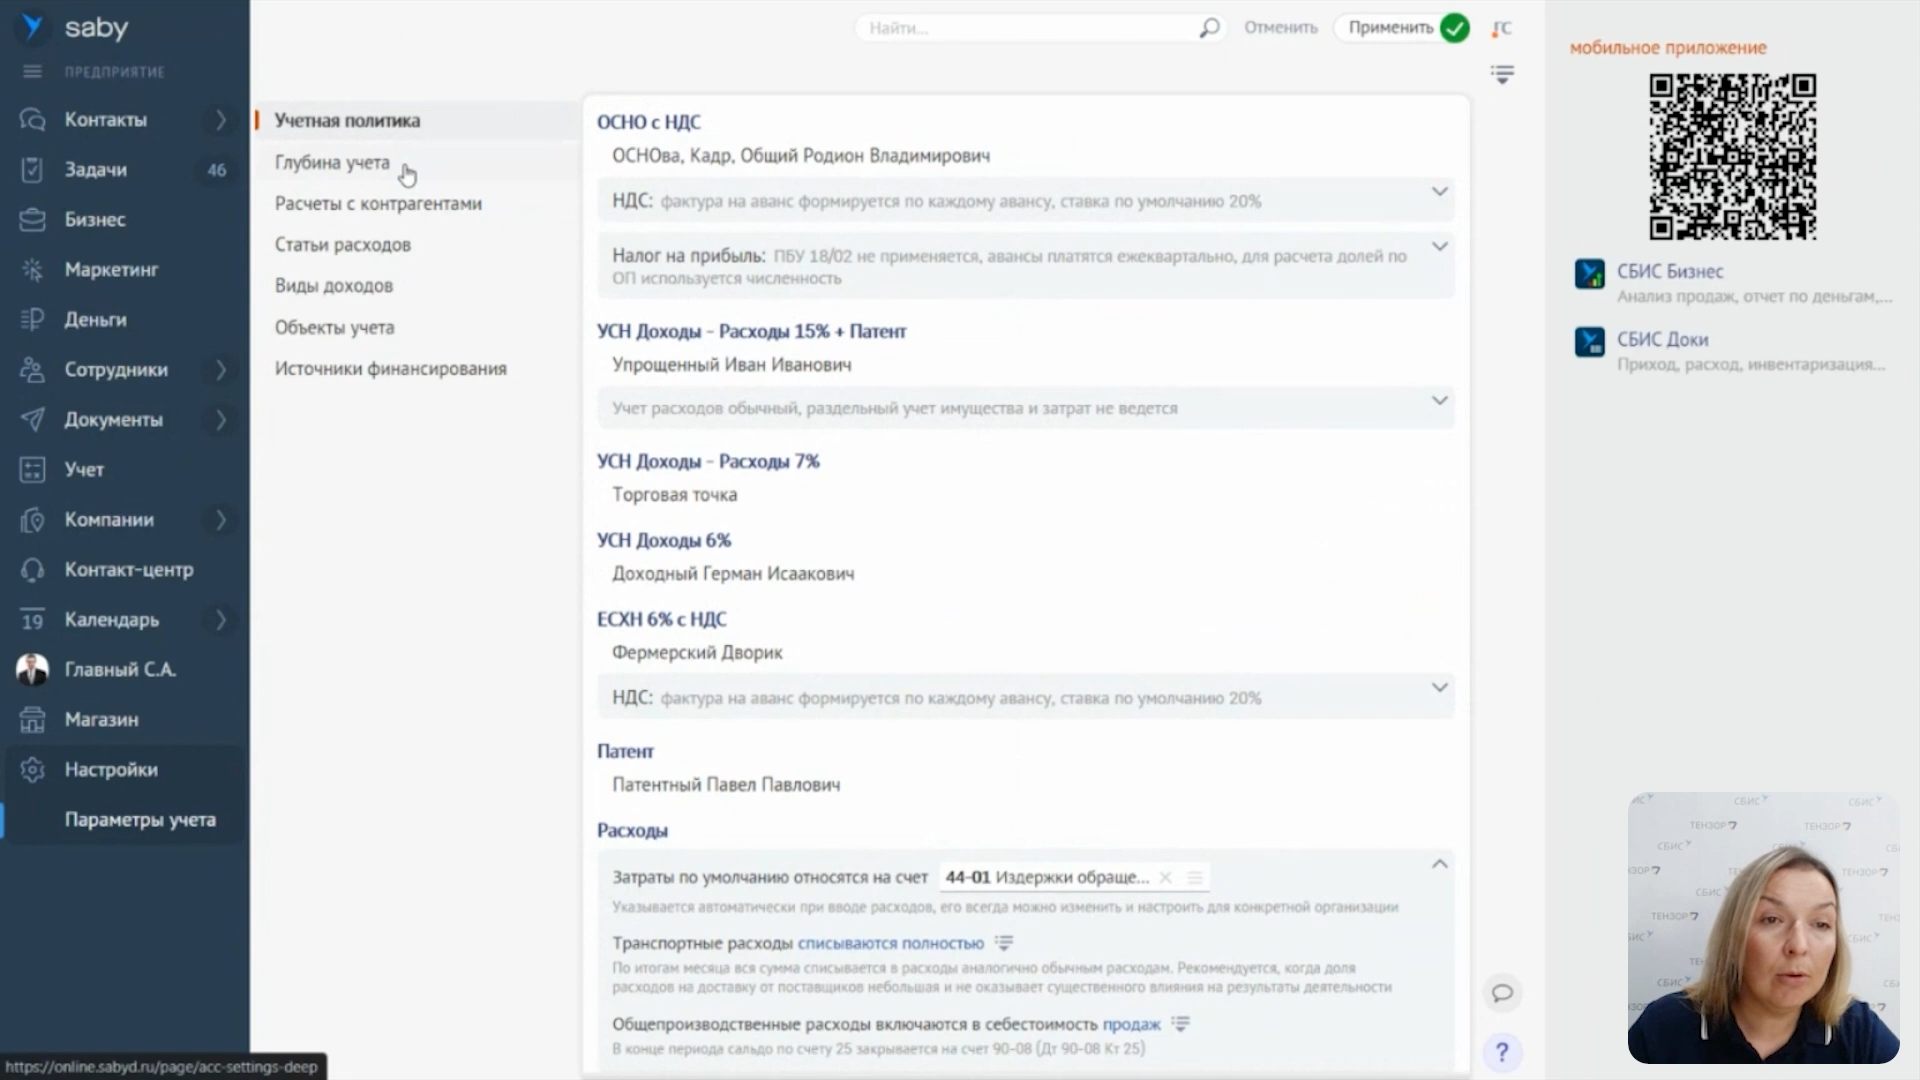 saby
ПРЕДПРИЯТИЕ
Контакты
Задачи 46
Бизнес
Маркетинг
Деньги
Сотрудники
Документы
Учет
Компании
Контакт-центр
19 Календарь
Главный С.А.
Магазин
Настройки
Параметры учета
https://online.sabyd.ru/page/acc-settings-deep
Учетная политика
Глубина учета
Расчеты с контрагентами
Статьи расходов
Виды доходов
Объекты учета
Источники финансирования
Найти...
Отменить
Применить
ГС
ОСНО с НДС
ОСНОва, Кадр, Общий Родион Владимирович
НДС: фактура на аванс формируется по каждому авансу, ставка по умолчанию 20%
Налог на прибыль: ПБУ 18/02 не применяется, авансы платятся ежеквартально, для расчета долей по
ОП используется численность
УСН Доходы - Расходы 15% + Патент
Упрощенный Иван Иванович
Учет расходов обычный, раздельный учет имущества и затрат не ведется
УСН Доходы - Расходы 7%
Торговая точка
УСН Доходы 6%
Доходный Герман Исаакович
ЕСХН 6% с НДС
Фермерский Дворик
НДС: фактура на аванс формируется по каждому авансу, ставка по умолчанию 20%
Патент
Патентный Павел Павлович
Расходы
Затраты по умолчанию относятся на счет 44-01 Издержки обраще...
Указывается автоматически при вводе расходов, его всегда можно изменить и настроить для конкретной организации
Транспортные расходы списываются полностью
По итогам месяца вся сумма списывается в расходы аналогично обычным расходам. Рекомендуется, когда доля
расходов на доставку от поставщиков небольшая и не оказывает существенного влияния на результаты деятельности
Общепроизводственные расходы включаются в себестоимость продаж
В конце периода сальдо по счету 25 закрывается на счет 90-08 (Дт 90-08 Кт 25)
?
мобильное приложение
СБИС Бизнес
Анализ продаж, отчет по деньгам,...
СБИС Доки
Приход, расход, инвентаризация...
СБИС
ТЕНЗОР
ТЕНЗОР
СБИС
ТЕНЗОР
СБИС
ТЕНЗОР
СБИС
СБИС